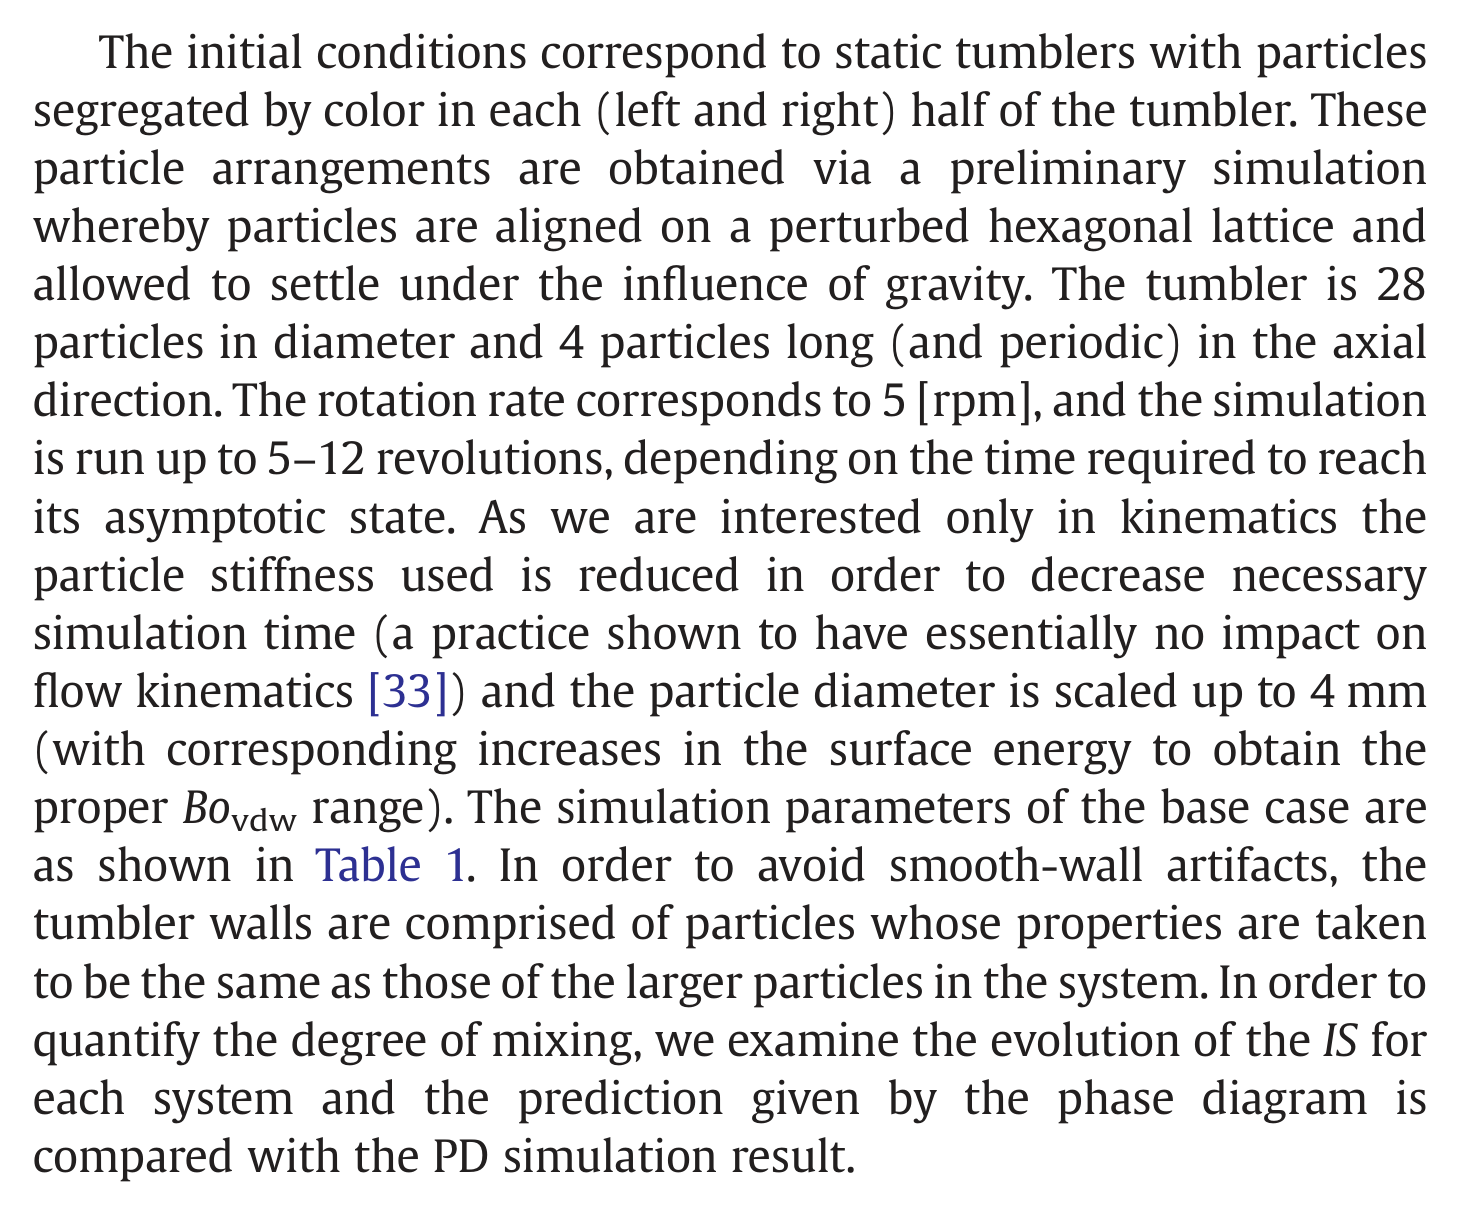 The initial conditions correspond to static tumblers with particles
segregated by color in each (left and right) half of the tumbler. These
particle arrangements are obtained via a preliminary simulation
whereby particles are aligned on a perturbed hexagonal lattice and
allowed to settle under the influence of gravity. The tumbler is 28
particles in diameter and 4 particles long (and periodic) in the axial
direction. The rotation rate corresponds to 5 [rpm], and the simulation
is run up to 5–12 revolutions, depending on the time required to reach
its asymptotic state. As we are interested only in kinematics the
particle stiffness used is reduced in order to decrease necessary
simulation time (a practice shown to have essentially no impact on
flow kinematics [33]) and the particle diameter is scaled up to 4 mm
(with corresponding increases in the surface energy to obtain the
proper Bo_vdw range). The simulation parameters of the base case are
as shown in Table 1. In order to avoid smooth-wall artifacts, the
tumbler walls are comprised of particles whose properties are taken
to be the same as those of the larger particles in the system. In order to
quantify the degree of mixing, we examine the evolution of the IS for
each system and the prediction given by the phase diagram is
compared with the PD simulation result.